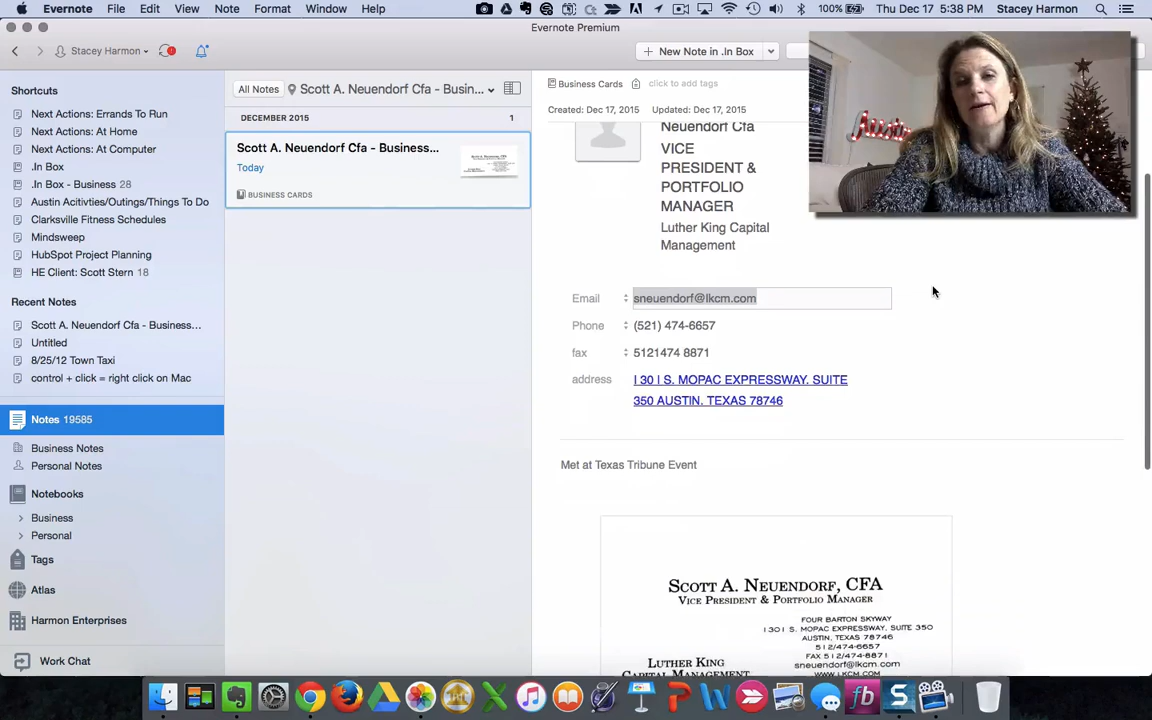 Evernote File Edit View Note Format Window Help
100% Thu Dec 17 5:38 PM Stacey Harmon
Evernote Premium
Stacey Harmon
+ New Note in .In Box
Shortcuts
Next Actions: Errands To Run
Next Actions: At Home
Next Actions: At Computer
.In Box
.In Box - Business 28
Austin Acitivties/Outings/Things To Do
Clarksville Fitness Schedules
Mindsweep
HubSpot Project Planning
HE Client: Scott Stern 18
Recent Notes
Scott A. Neuendorf Cfa - Business...
Untitled
8/25/12 Town Taxi
control + click = right click on Mac
Notes 19585
Business Notes
Personal Notes
Notebooks
Business
Personal
Tags
Atlas
Harmon Enterprises
Work Chat
All Notes Scott A. Neuendorf Cfa - Busin...
DECEMBER 2015 1
Scott A. Neuendorf Cfa - Business...
Today
BUSINESS CARDS
Business Cards click to add tags
Created: Dec 17, 2015 Updated: Dec 17, 2015
Neuendorf Cfa
VICE
PRESIDENT &
PORTFOLIO
MANAGER
Luther King Capital
Management
Email sneuendorf@lkcm.com
Phone (521) 474-6657
fax 5121474 8871
address I 30 I S. MOPAC EXPRESSWAY. SUITE
350 AUSTIN. TEXAS 78746
Met at Texas Tribune Event
SCOTT A. NEUENDORF, CFA
VICE PRESIDENT & PORTFOLIO MANAGER
FOUR BARTON SKYWAY
1301 S. MOPAC EXPRESSWAY, SUITE 350
AUSTIN, TEXAS 78746
512/474-6657
FAX 512/474-8871
sneuendorf@lkcm.com
WWW.LKCM.COM
LUTHER KING
CAPITAL MANAGEMENT
Austin